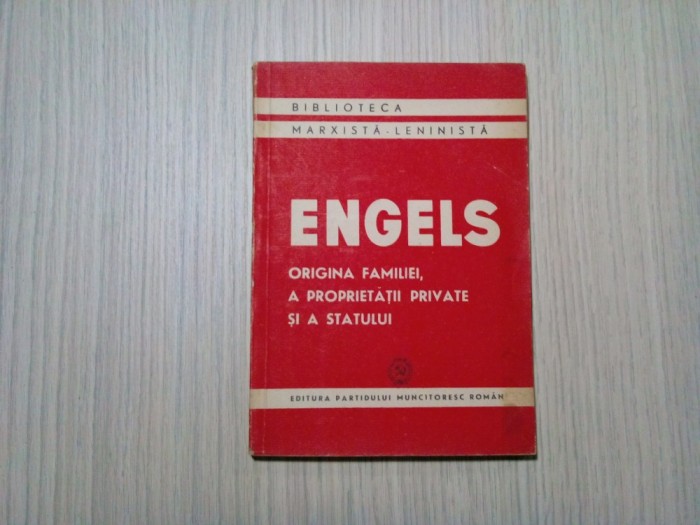 BIBLIOTECA
MARXISTĂ-LENINISTĂ
ENGELS
ORIGINA FAMILIEI,
A PROPRIETĂȚII PRIVATE
ȘI A STATULUI
EDITURA PARTIDULUI MUNCITORESC ROMÂN